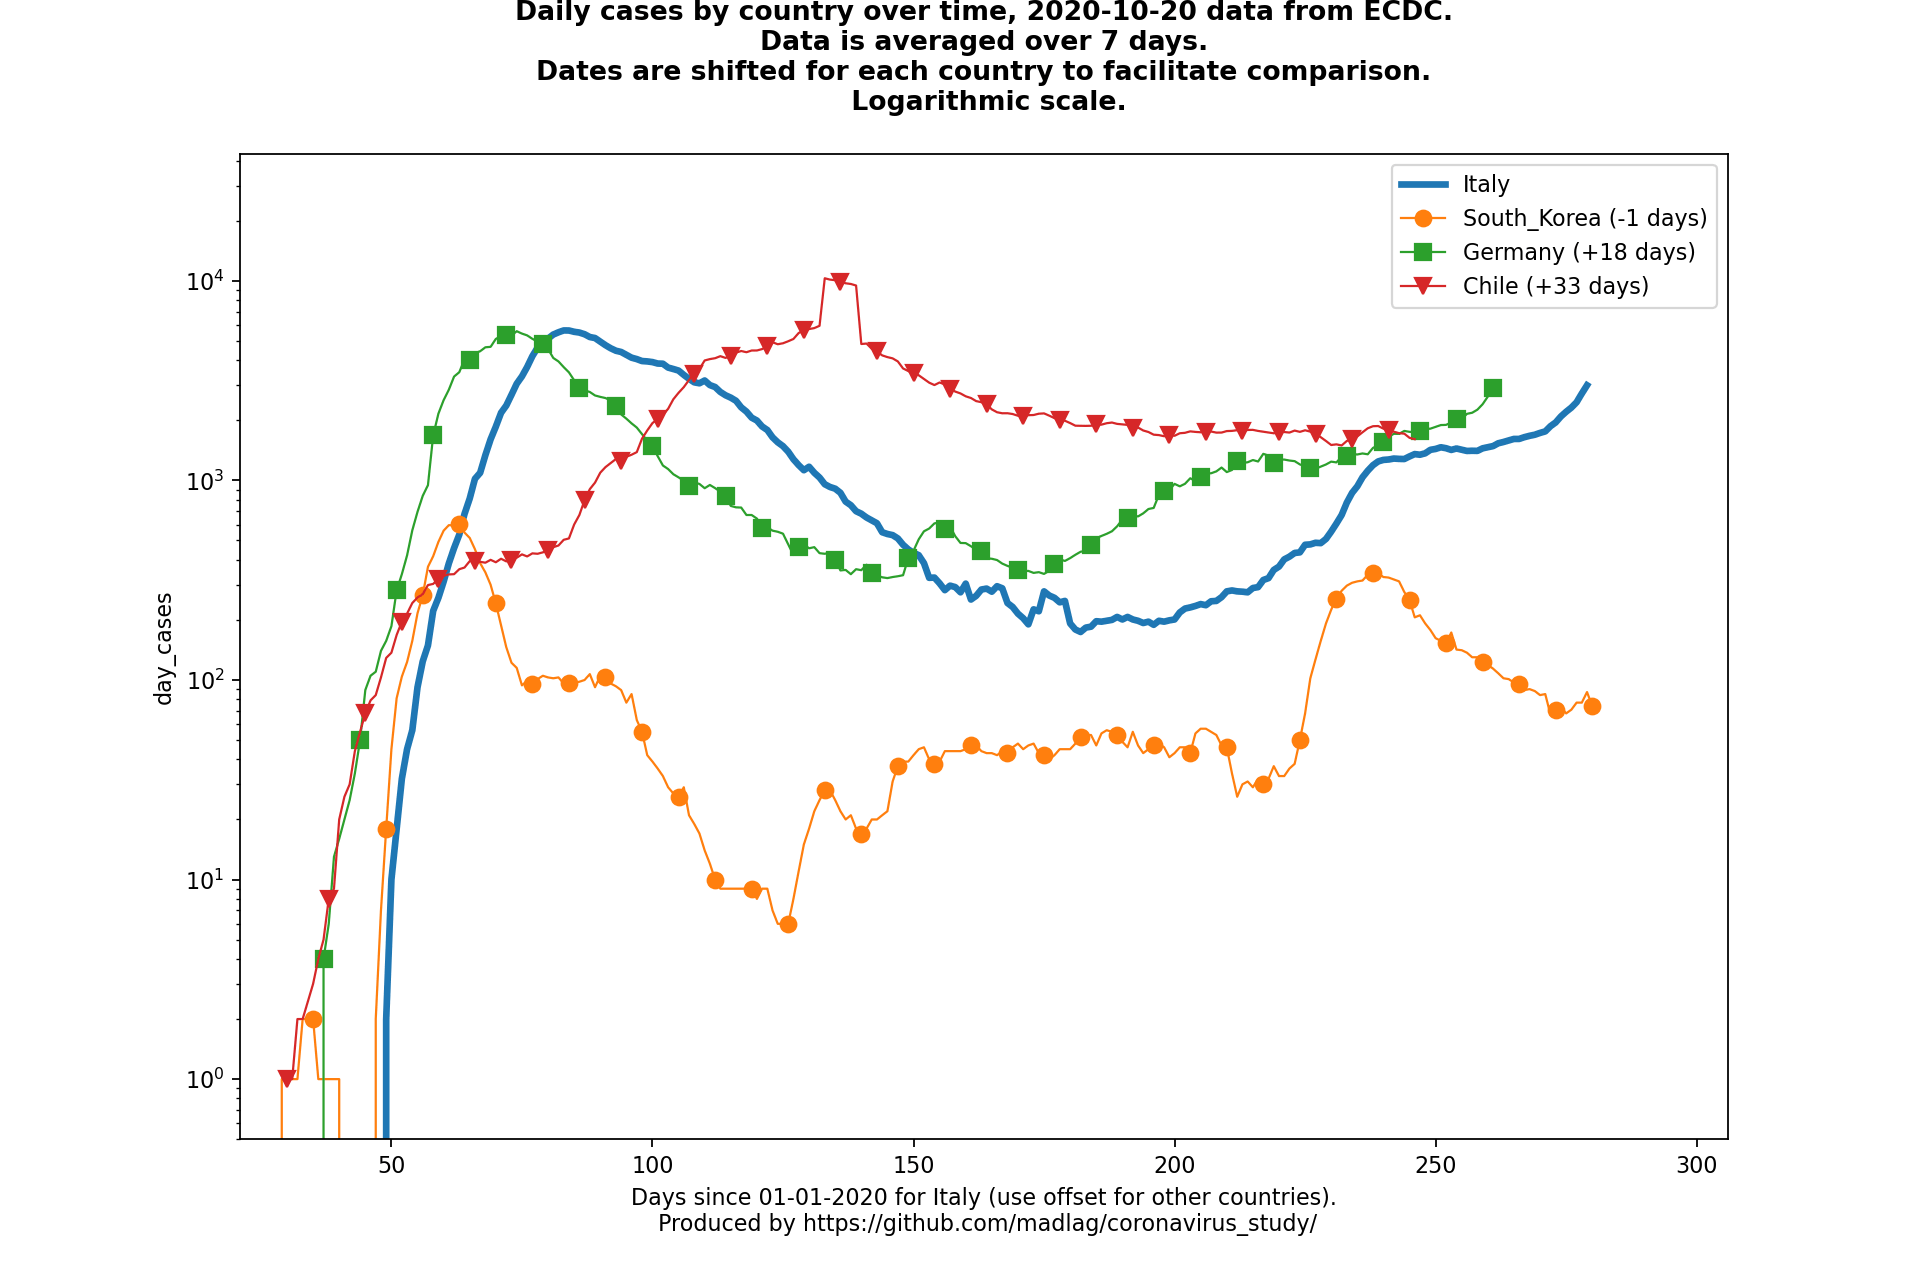 Daily cases by country over time, 2020-10-20 data from ECDC.
Data is averaged over 7 days.
Dates are shifted for each country to facilitate comparison.
Logarithmic scale.
Italy
South_Korea (-1 days)
Germany (+18 days)
Chile (+33 days)
10⁴
10³
10²
10¹
10⁰
day_cases
50 100 150 200 250 300
Days since 01-01-2020 for Italy (use offset for other countries).
Produced by https://github.com/madlag/coronavirus_study/